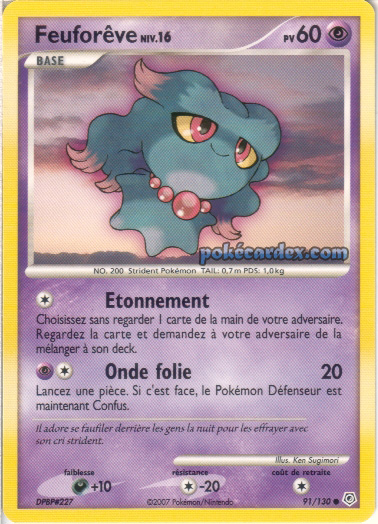 Feuforêve NIV.16 PV 60
BASE
pokécardex.com
NO. 200 Strident Pokémon TAIL: 0,7 m PDS: 1,0 kg
Etonnement
Choisissez sans regarder 1 carte de la main de votre adversaire.
Regardez la carte et demandez à votre adversaire de la
mélanger à son deck.
Onde folie 20
Lancez une pièce. Si c'est face, le Pokémon Défenseur est
maintenant Confus.
Il adore se faufiler derrière les gens la nuit pour les effrayer avec
son cri strident.
Illus. Ken Sugimori
faiblesse résistance coût de retraite
+10 -20
DPBP#227 ©2007 Pokémon/Nintendo 91/130